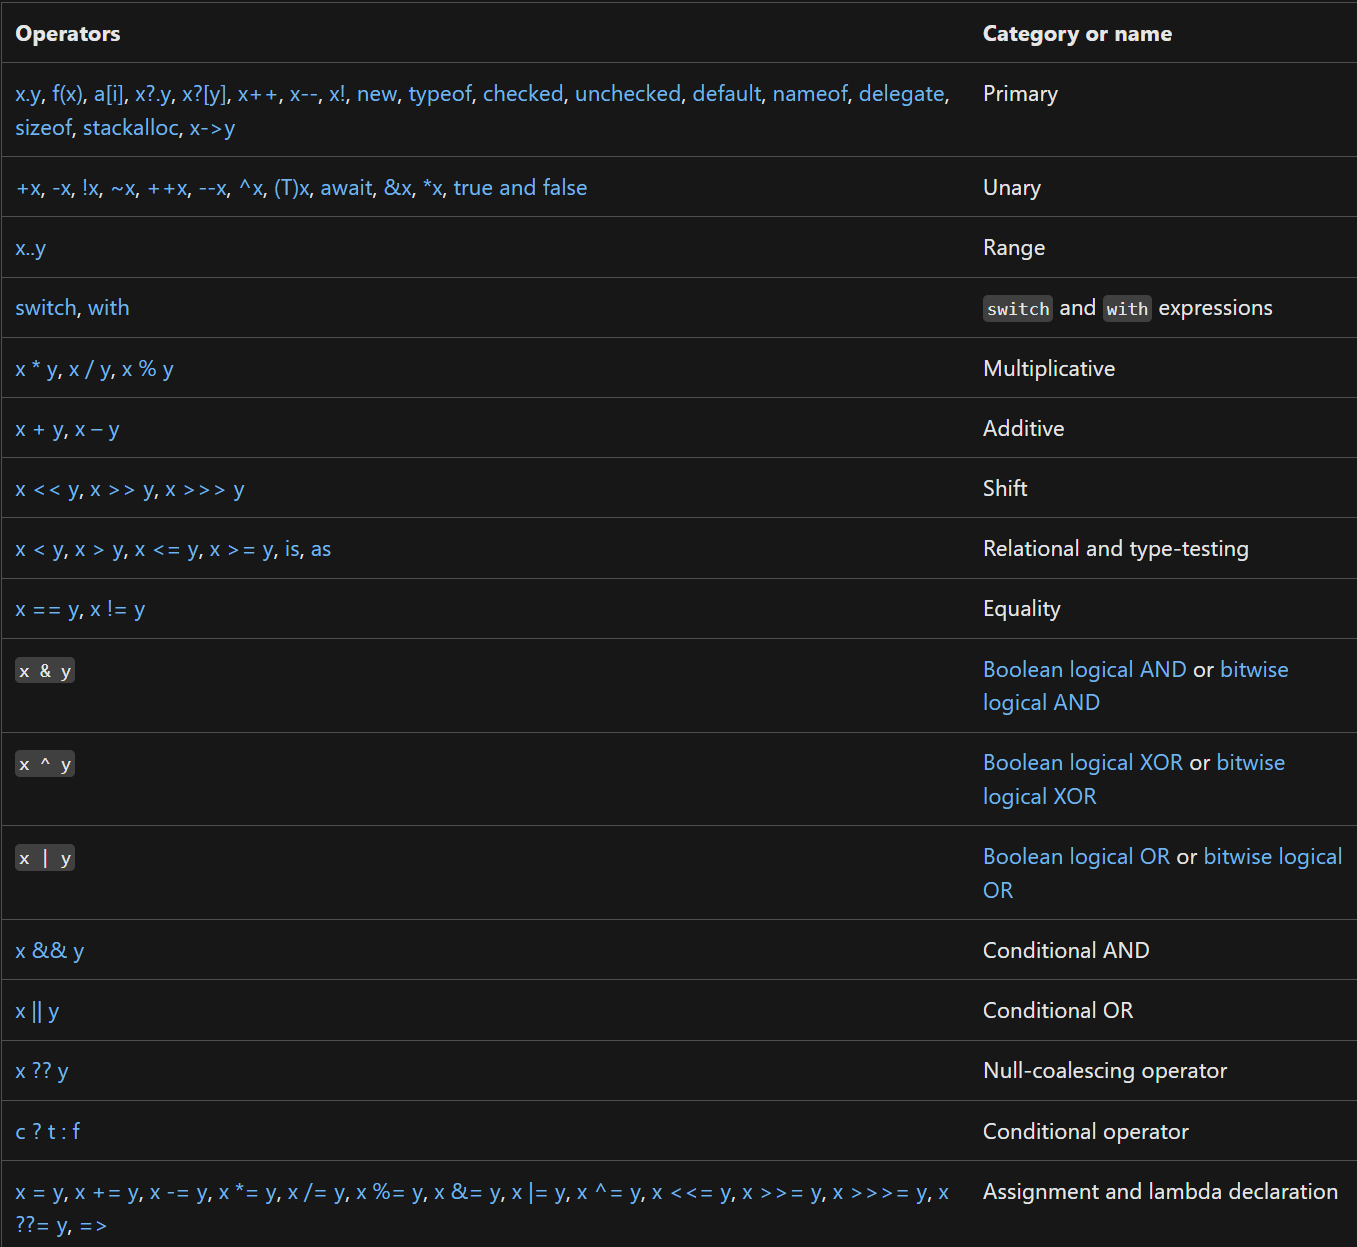 Operators Category or name
x.y, f(x), a[i], x?.y, x?[y], x++, x--, x!, new, typeof, checked, unchecked, default, nameof, delegate, Primary
sizeof, stackalloc, x->y
+x, -x, !x, ~x, ++x, --x, ^x, (T)x, await, &x, *x, true and false Unary
x..y Range
switch, with switch and with expressions
x * y, x / y, x % y Multiplicative
x + y, x – y Additive
x << y, x >> y, x >>> y Shift
x < y, x > y, x <= y, x >= y, is, as Relational and type-testing
x == y, x != y Equality
x & y Boolean logical AND or bitwise
logical AND
x ^ y Boolean logical XOR or bitwise
logical XOR
x | y Boolean logical OR or bitwise logical
OR
x && y Conditional AND
x || y Conditional OR
x ?? y Null-coalescing operator
c ? t : f Conditional operator
x = y, x += y, x -= y, x *= y, x /= y, x %= y, x &= y, x |= y, x ^= y, x <<= y, x >>= y, x >>>= y, x Assignment and lambda declaration
??= y, =>